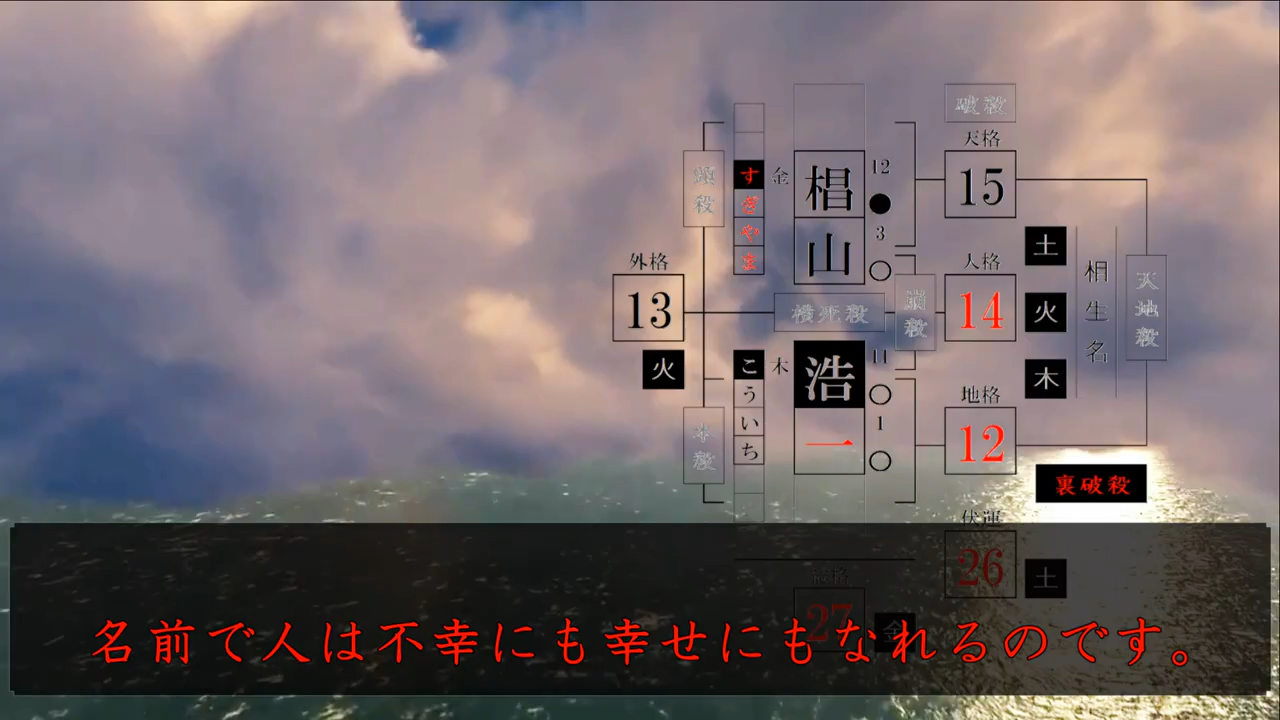 破殺
天格
15
す
ぎ
や
ま
金
椙
山
12
3
土
火
木
相生名
天地殺
外格
13
火
横死殺
人格
14
こ
う
い
ち
木
浩
一
11
1
地格
12
裏破殺
伏運
26
土
総格
27
金
名前で人は不幸にも幸せにもなれるのです。